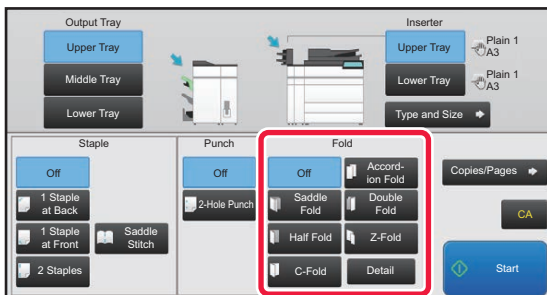 Output Tray
Inserter
Upper Tray
Upper Tray
Plain 1
A3
Middle Tray
Lower Tray
Plain 1
A3
Lower Tray
Type and Size
Staple
Punch
Fold
Off
Off
Off
Accord-
ion Fold
Copies/Pages
1 Staple
at Back
2-Hole Punch
Saddle
Fold
Double
Fold
CA
1 Staple
at Front
Saddle
Stitch
Half Fold
Z-Fold
2 Staples
C-Fold
Detail
Start